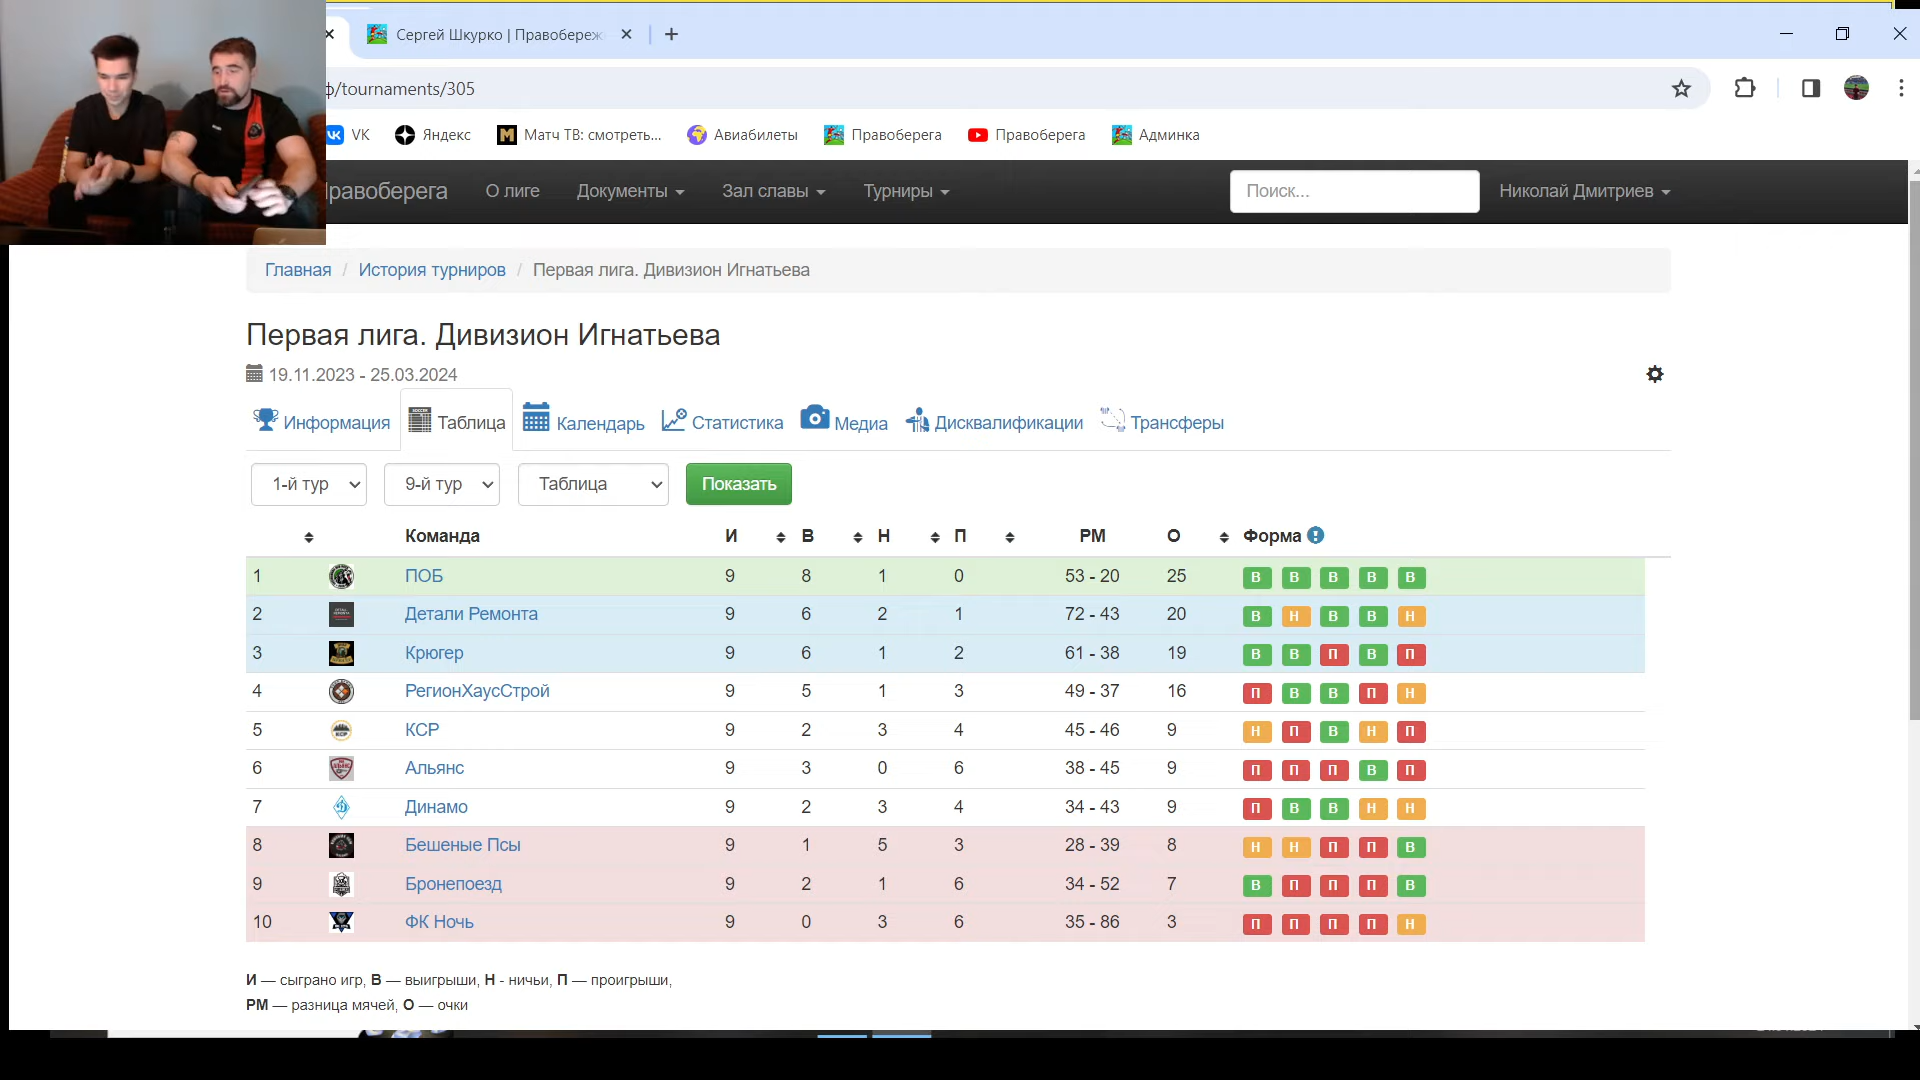 Сергей Шкурко | Правобереж
ф/tournaments/305
VK Яндекс Матч ТВ: смотреть... Авиабилеты Правоберега Правоберега Админка
равоберега О лиге Документы Зал славы Турниры Поиск... Николай Дмитриев
Главная / История турниров / Первая лига. Дивизион Игнатьева
Первая лига. Дивизион Игнатьева
19.11.2023 - 25.03.2024
Информация Таблица Календарь Статистика Медиа Дисквалификации Трансферы
1-й тур 9-й тур Таблица Показать
Команда И В Н П РМ О Форма
1 ПОБ 9 8 1 0 53 - 20 25 В В В В В
2 Детали Ремонта 9 6 2 1 72 - 43 20 В Н В В Н
3 Крюгер 9 6 1 2 61 - 38 19 В В П В П
4 РегионХаусСтрой 9 5 1 3 49 - 37 16 П В В П Н
5 КСР 9 2 3 4 45 - 46 9 Н П В Н П
6 Альянс 9 3 0 6 38 - 45 9 П П П В П
7 Динамо 9 2 3 4 34 - 43 9 П В В Н Н
8 Бешеные Псы 9 1 5 3 28 - 39 8 Н Н П П В
9 Бронепоезд 9 2 1 6 34 - 52 7 В П П П В
10 ФК Ночь 9 0 3 6 35 - 86 3 П П П П Н
И — сыграно игр, В — выигрыши, Н - ничьи, П — проигрыши,
РМ — разница мячей, О — очки